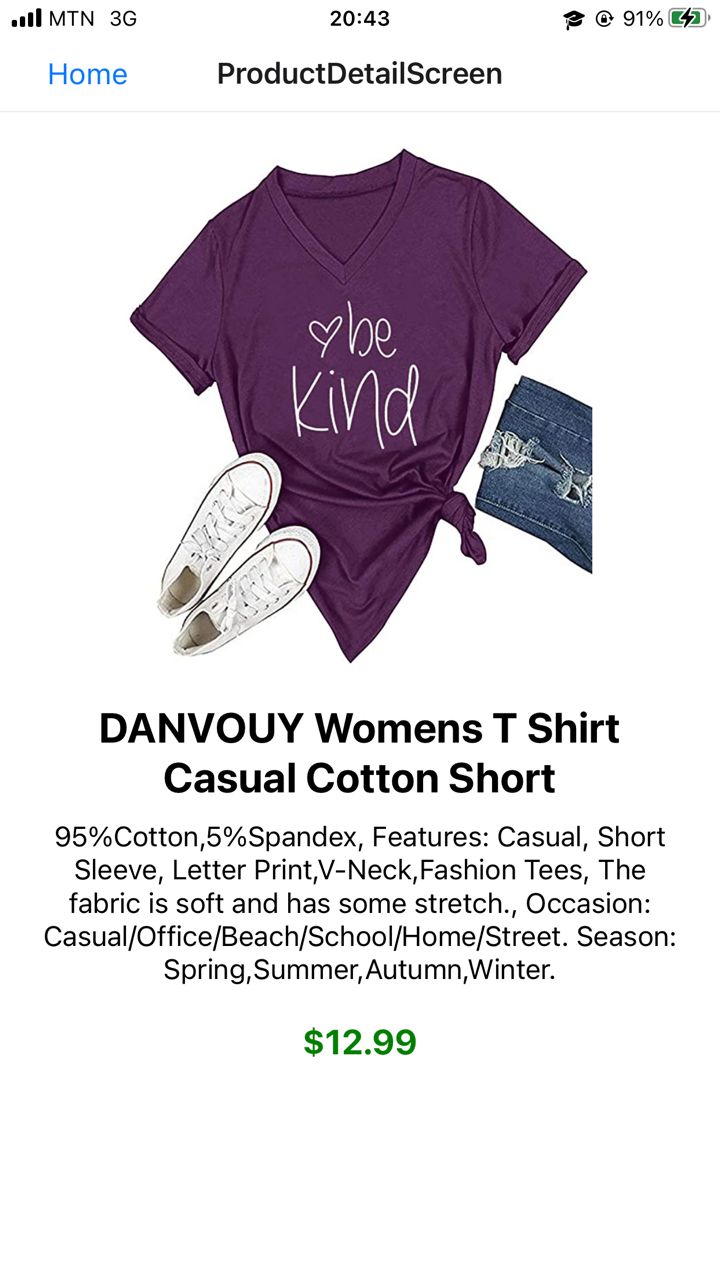 MTN 3G 20:43 91%
Home ProductDetailScreen
be
kind
DANVOUY Womens T Shirt
Casual Cotton Short
95%Cotton,5%Spandex, Features: Casual, Short
Sleeve, Letter Print,V-Neck,Fashion Tees, The
fabric is soft and has some stretch., Occasion:
Casual/Office/Beach/School/Home/Street. Season:
Spring,Summer,Autumn,Winter.
$12.99